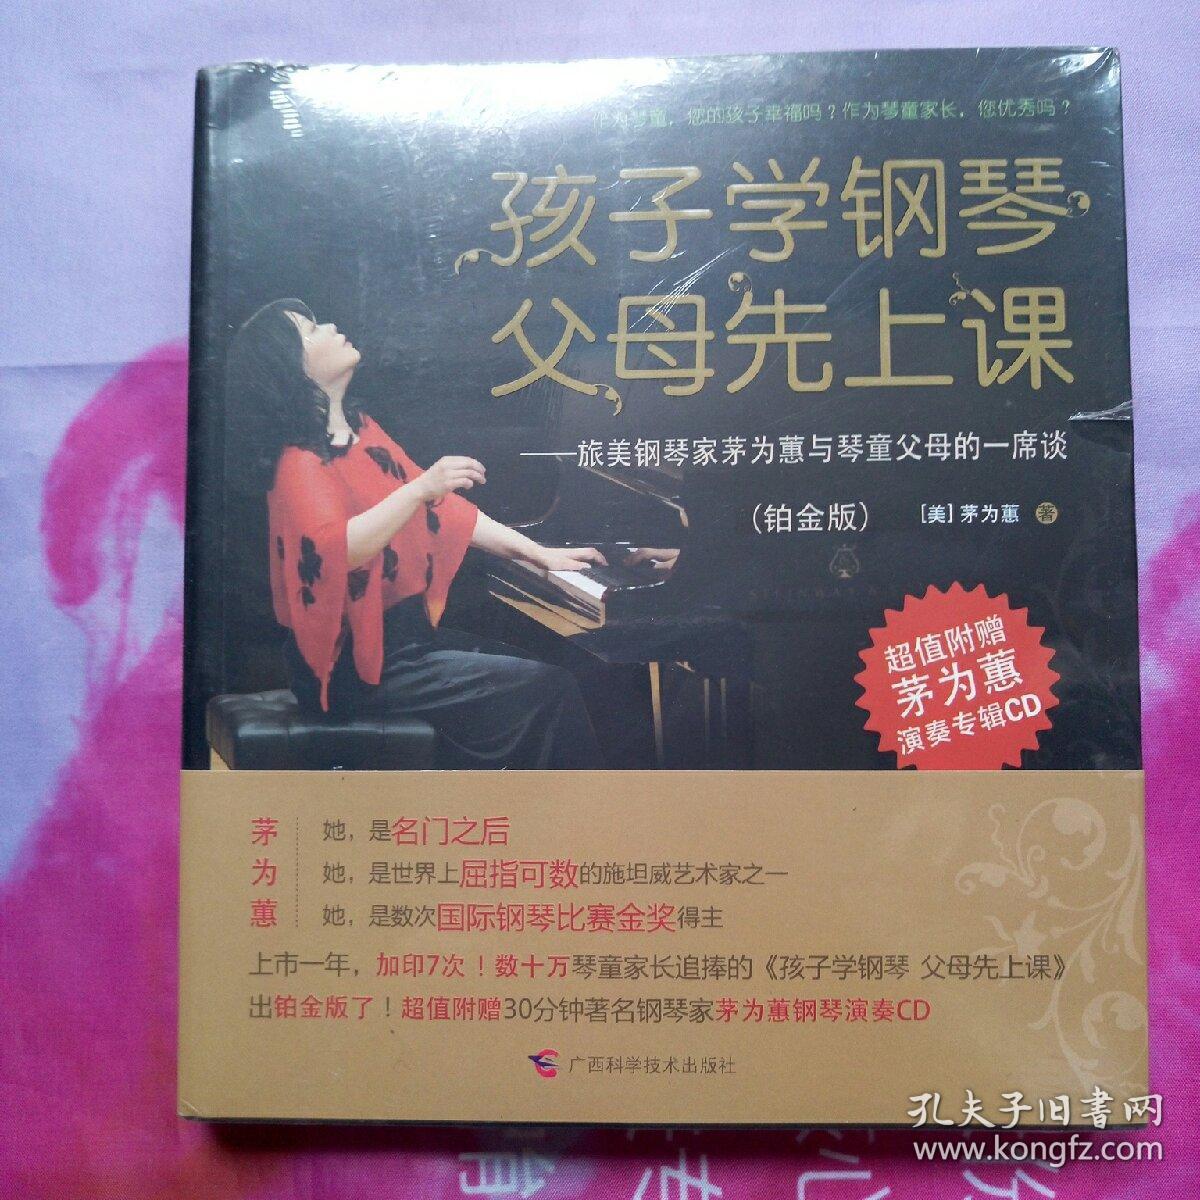 作为琴童，您的孩子幸福吗？作为琴童家长，您优秀吗？
孩子学钢琴
父母先上课
——旅美钢琴家茅为蕙与琴童父母的一席谈
（铂金版）
［美］茅为蕙 著
超值附赠
茅为蕙
演奏专辑CD
茅为蕙
她，是名门之后
她，是世界上屈指可数的施坦威艺术家之一
她，是数次国际钢琴比赛金奖得主
上市一年，加印7次！数十万琴童家长追捧的《孩子学钢琴 父母先上课》
出铂金版了！超值附赠30分钟著名钢琴家茅为蕙钢琴演奏CD
广西科学技术出版社
孔夫子旧书网
www.kongfz.com